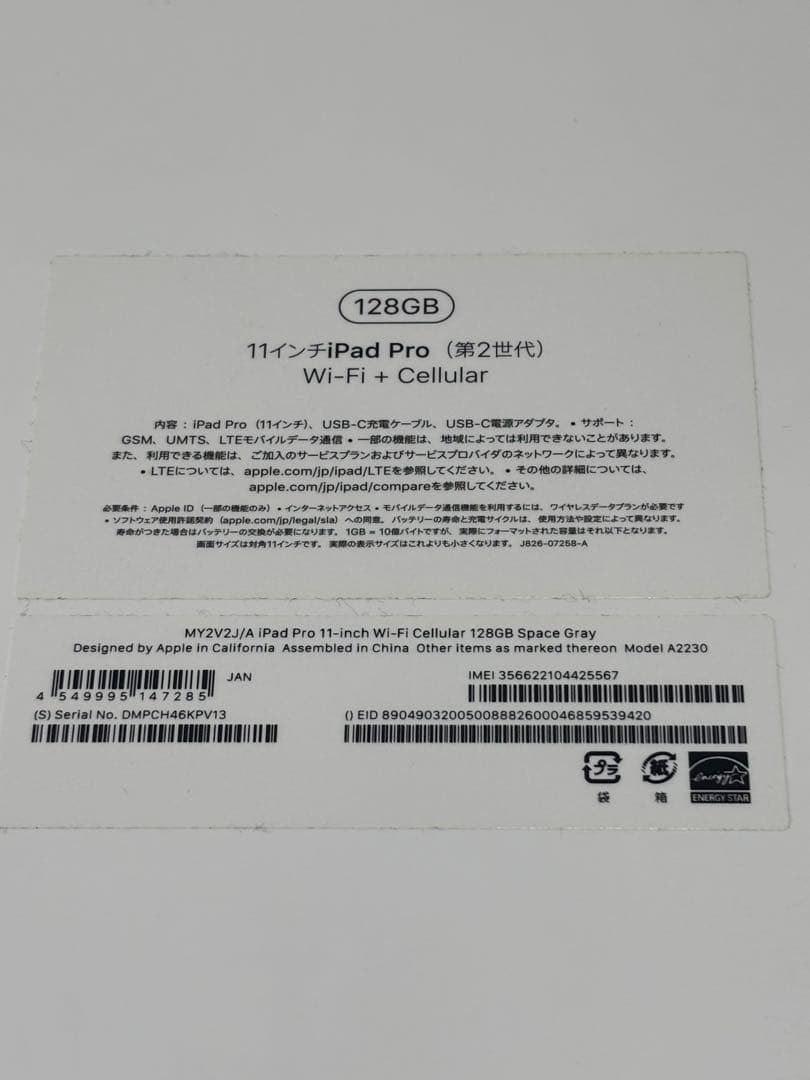 128GB
11インチiPad Pro（第2世代）
Wi-Fi + Cellular
内容：iPad Pro（11インチ）、USB-C充電ケーブル、USB-C電源アダプタ。• サポート：
GSM、UMTS、LTEモバイルデータ通信 • 一部の機能は、地域によっては利用できないことがあります。
また、利用できる機能は、ご加入のサービスプランおよびサービスプロバイダのネットワークによって異なります。
• LTEについては、apple.com/jp/ipad/LTEを参照してください。• その他の詳細については、
apple.com/jp/ipad/compareを参照してください。
必要条件：Apple ID（一部の機能のみ）• インターネットアクセス • モバイルデータ通信機能を利用するには、ワイヤレスデータプランが必要です
• ソフトウェア使用許諾契約（apple.com/jp/legal/sla）への同意。バッテリーの寿命と充電サイクルは、使用方法や設定によって異なります。
寿命がつきた場合はバッテリーの交換が必要になります。1GB = 10億バイトですが、実際にフォーマットされた容量はそれ以下となります。
画面サイズは対角11インチです。実際の表示サイズはこれよりも小さくなります。J826-07258-A
MY2V2J/A iPad Pro 11-inch Wi-Fi Cellular 128GB Space Gray
Designed by Apple in California Assembled in China Other items as marked thereon Model A2230
JAN
4 549995 147285
IMEI 356622104425567
(S) Serial No. DMPCH46KPV13
() EID 89049032005008882600046859539420
プラ
袋
紙
箱
energy
ENERGY STAR